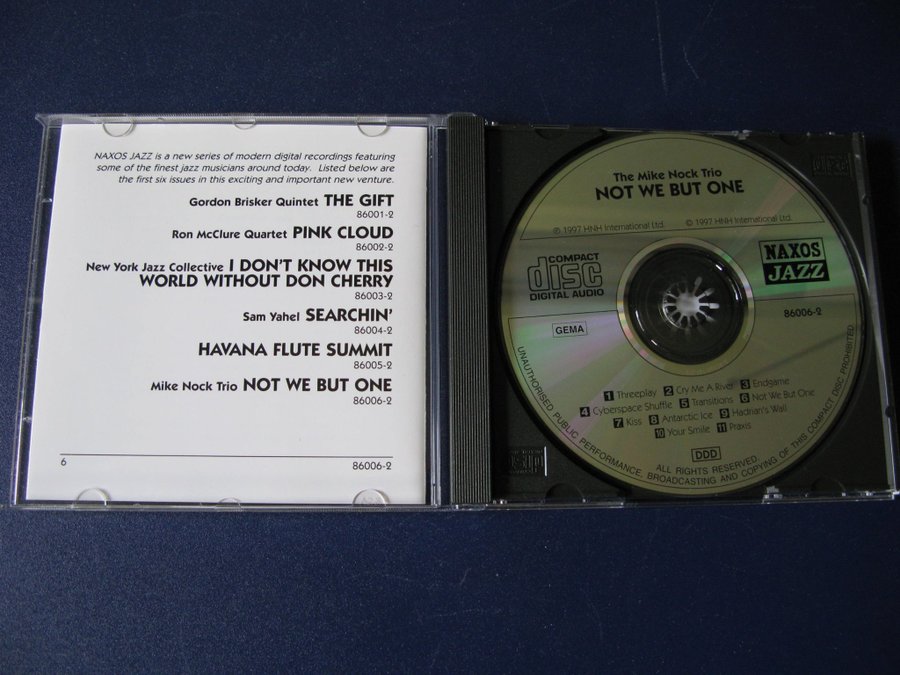 NAXOS JAZZ is a new series of modern digital recordings featuring
some of the finest jazz musicians around today. Listed below are
the first six issues in this exciting and important new venture.
Gordon Brisker Quintet THE GIFT
86001-2
Ron McClure Quartet PINK CLOUD
86002-2
New York Jazz Collective I DON'T KNOW THIS
WORLD WITHOUT DON CHERRY
86003-2
Sam Yahel SEARCHIN'
86004-2
HAVANA FLUTE SUMMIT
86005-2
Mike Nock Trio NOT WE BUT ONE
86006-2
6 86006-2
The Mike Nock Trio
NOT WE BUT ONE
℗ 1997 HNH International Ltd. © 1997 HNH International Ltd.
COMPACT
disc
DIGITAL AUDIO
NAXOS
JAZZ
GEMA
86006-2
1 Threeplay 2 Cry Me A River 3 Endgame
4 Cyberspace Shuffle 5 Transitions 6 Not We But One
7 Kiss 8 Antarctic Ice 9 Hadrian's Wall
10 Your Smile 11 Praxis
DDD
ALL RIGHTS RESERVED.
UNAUTHORISED PUBLIC PERFORMANCE, BROADCASTING AND COPYING OF THIS COMPACT DISC PROHIBITED
disc